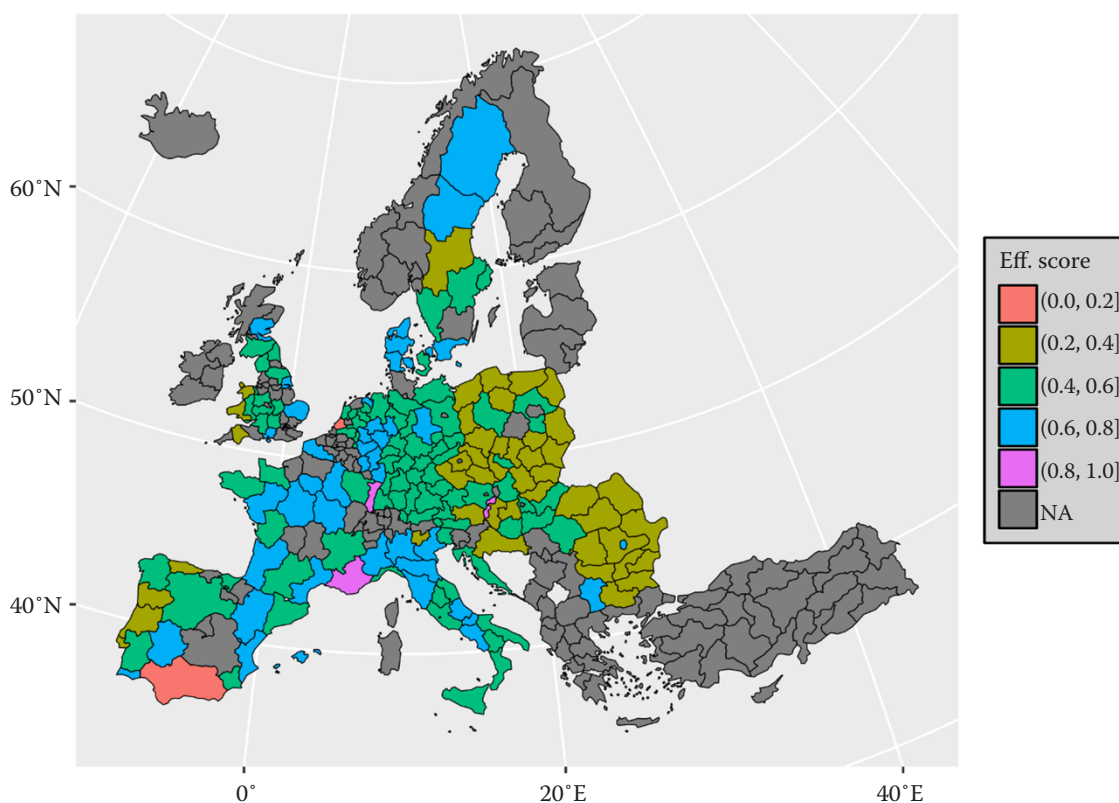 60°N
50°N
40°N
0°
20°E
40°E
Eff. score
(0.0, 0.2]
(0.2, 0.4]
(0.4, 0.6]
(0.6, 0.8]
(0.8, 1.0]
NA